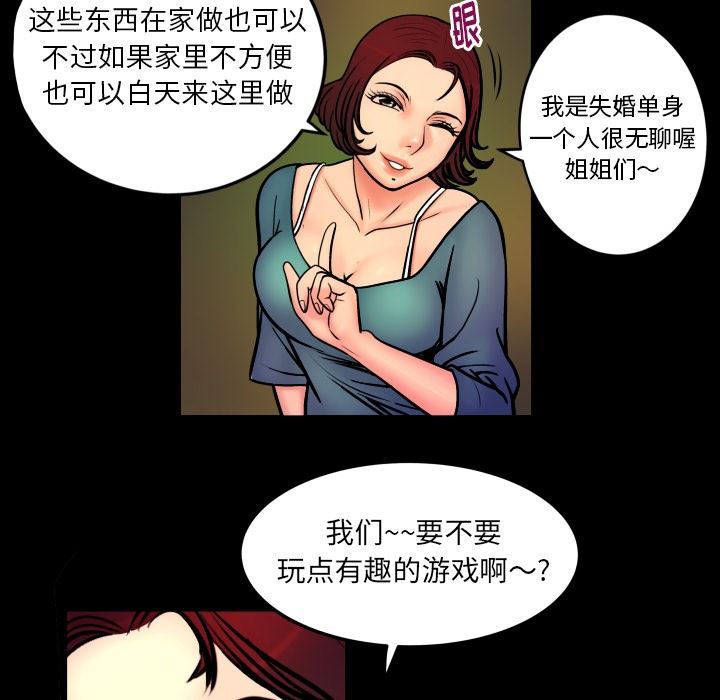 这些东西在家做也可以
不过如果家里不方便
也可以白天来这里做
眼
我是失婚单身
一个人很无聊喔
姐姐们～
我们~~要不要
玩点有趣的游戏啊～?